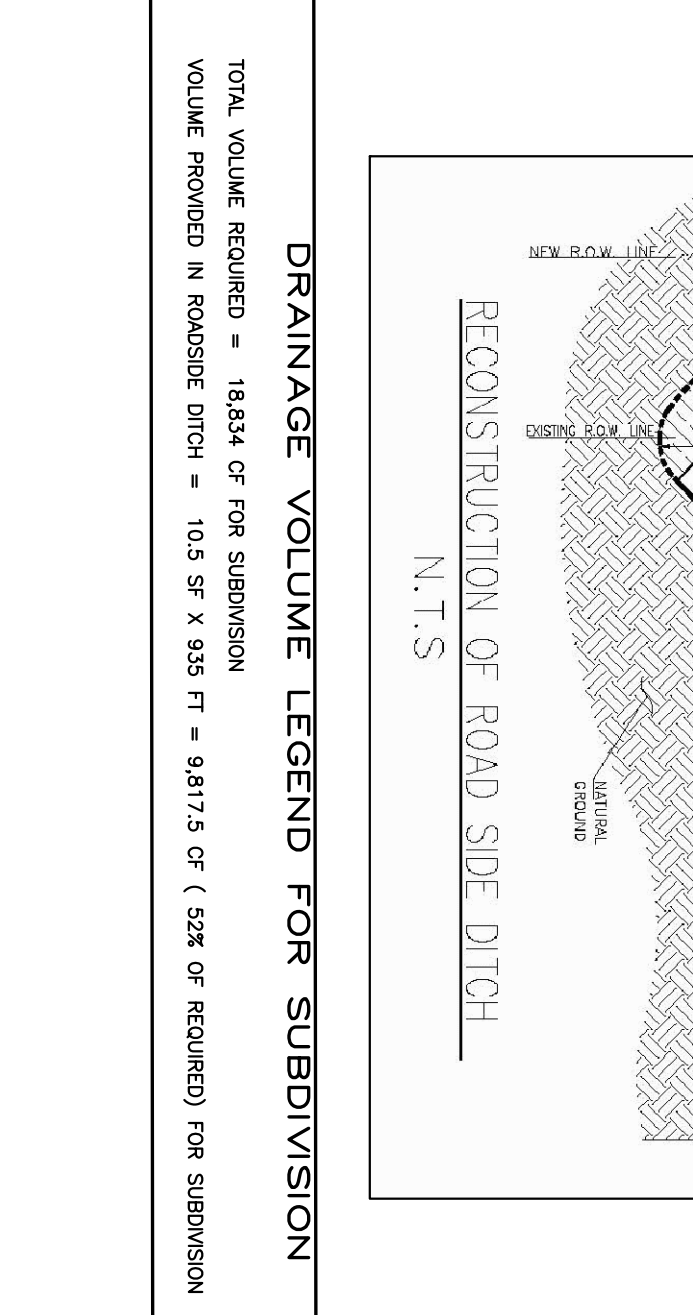 NEW R.O.W. LINE
EXISTING R.O.W. LINE
NATURAL
GROUND
RECONSTRUCTION OF ROAD SIDE DITCH
N.T.S
DRAINAGE VOLUME LEGEND FOR SUBDIVISION
TOTAL VOLUME REQUIRED = 18,834 CF FOR SUBDIVISION
VOLUME PROVIDED IN ROADSIDE DITCH = 10.5 SF X 935 FT = 9,817.5 CF ( 52% OF REQUIRED) FOR SUBDIVISION